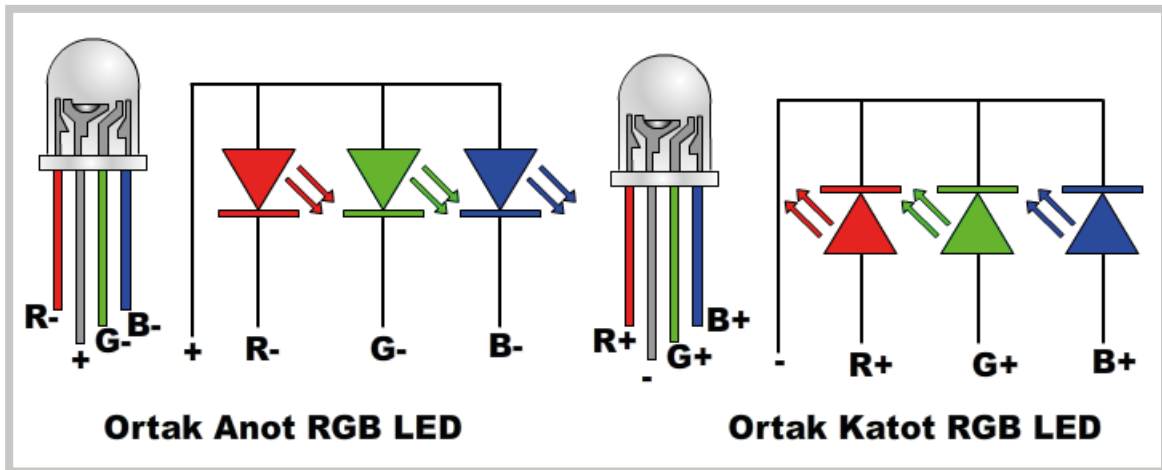 R-
+
G-
B-
+
R-
G-
B-
Ortak Anot RGB LED
R+
-
G+
B+
-
R+
G+
B+
Ortak Katot RGB LED